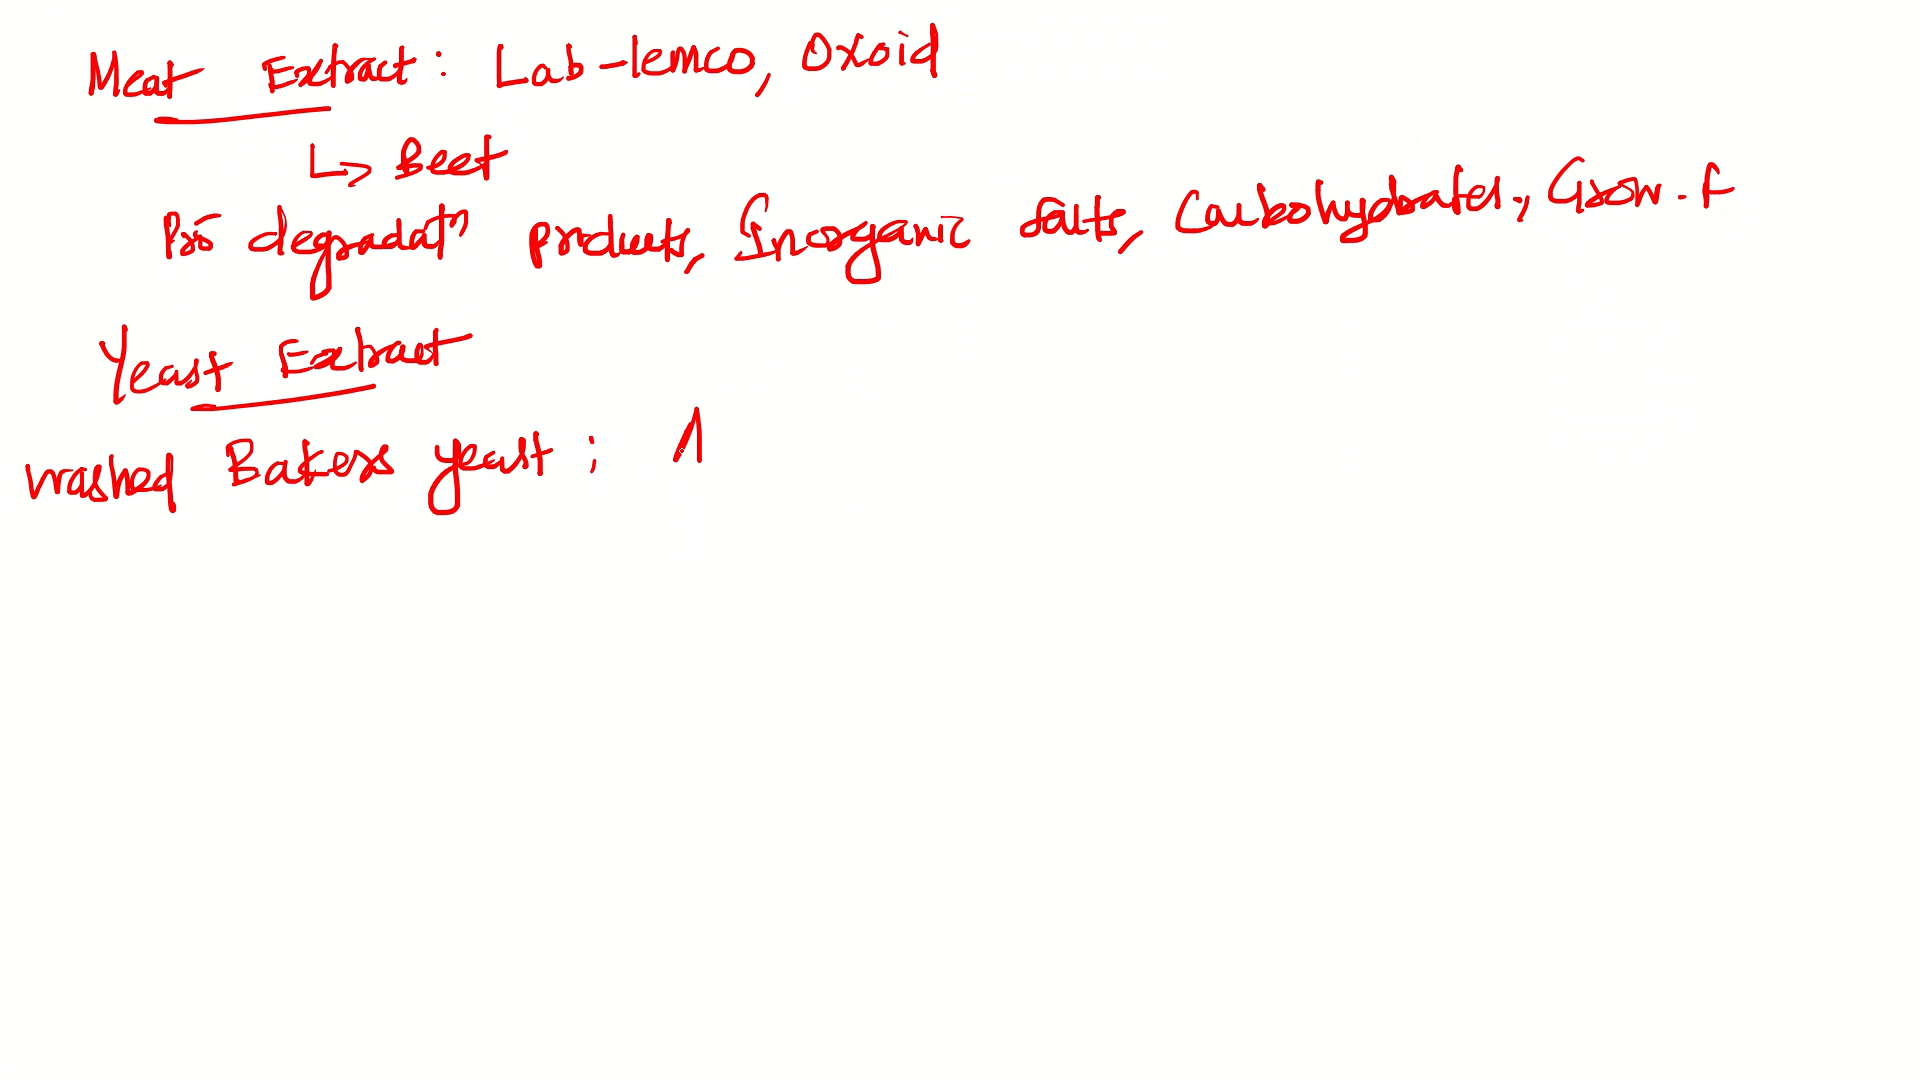 Meat Extract: Lab-lemco, Oxoid
↳ Beef
Pro degradatn products, Inorganic salts, Carbohydrates, Grow. f
Yeast Extract
washed Bakers yeast :